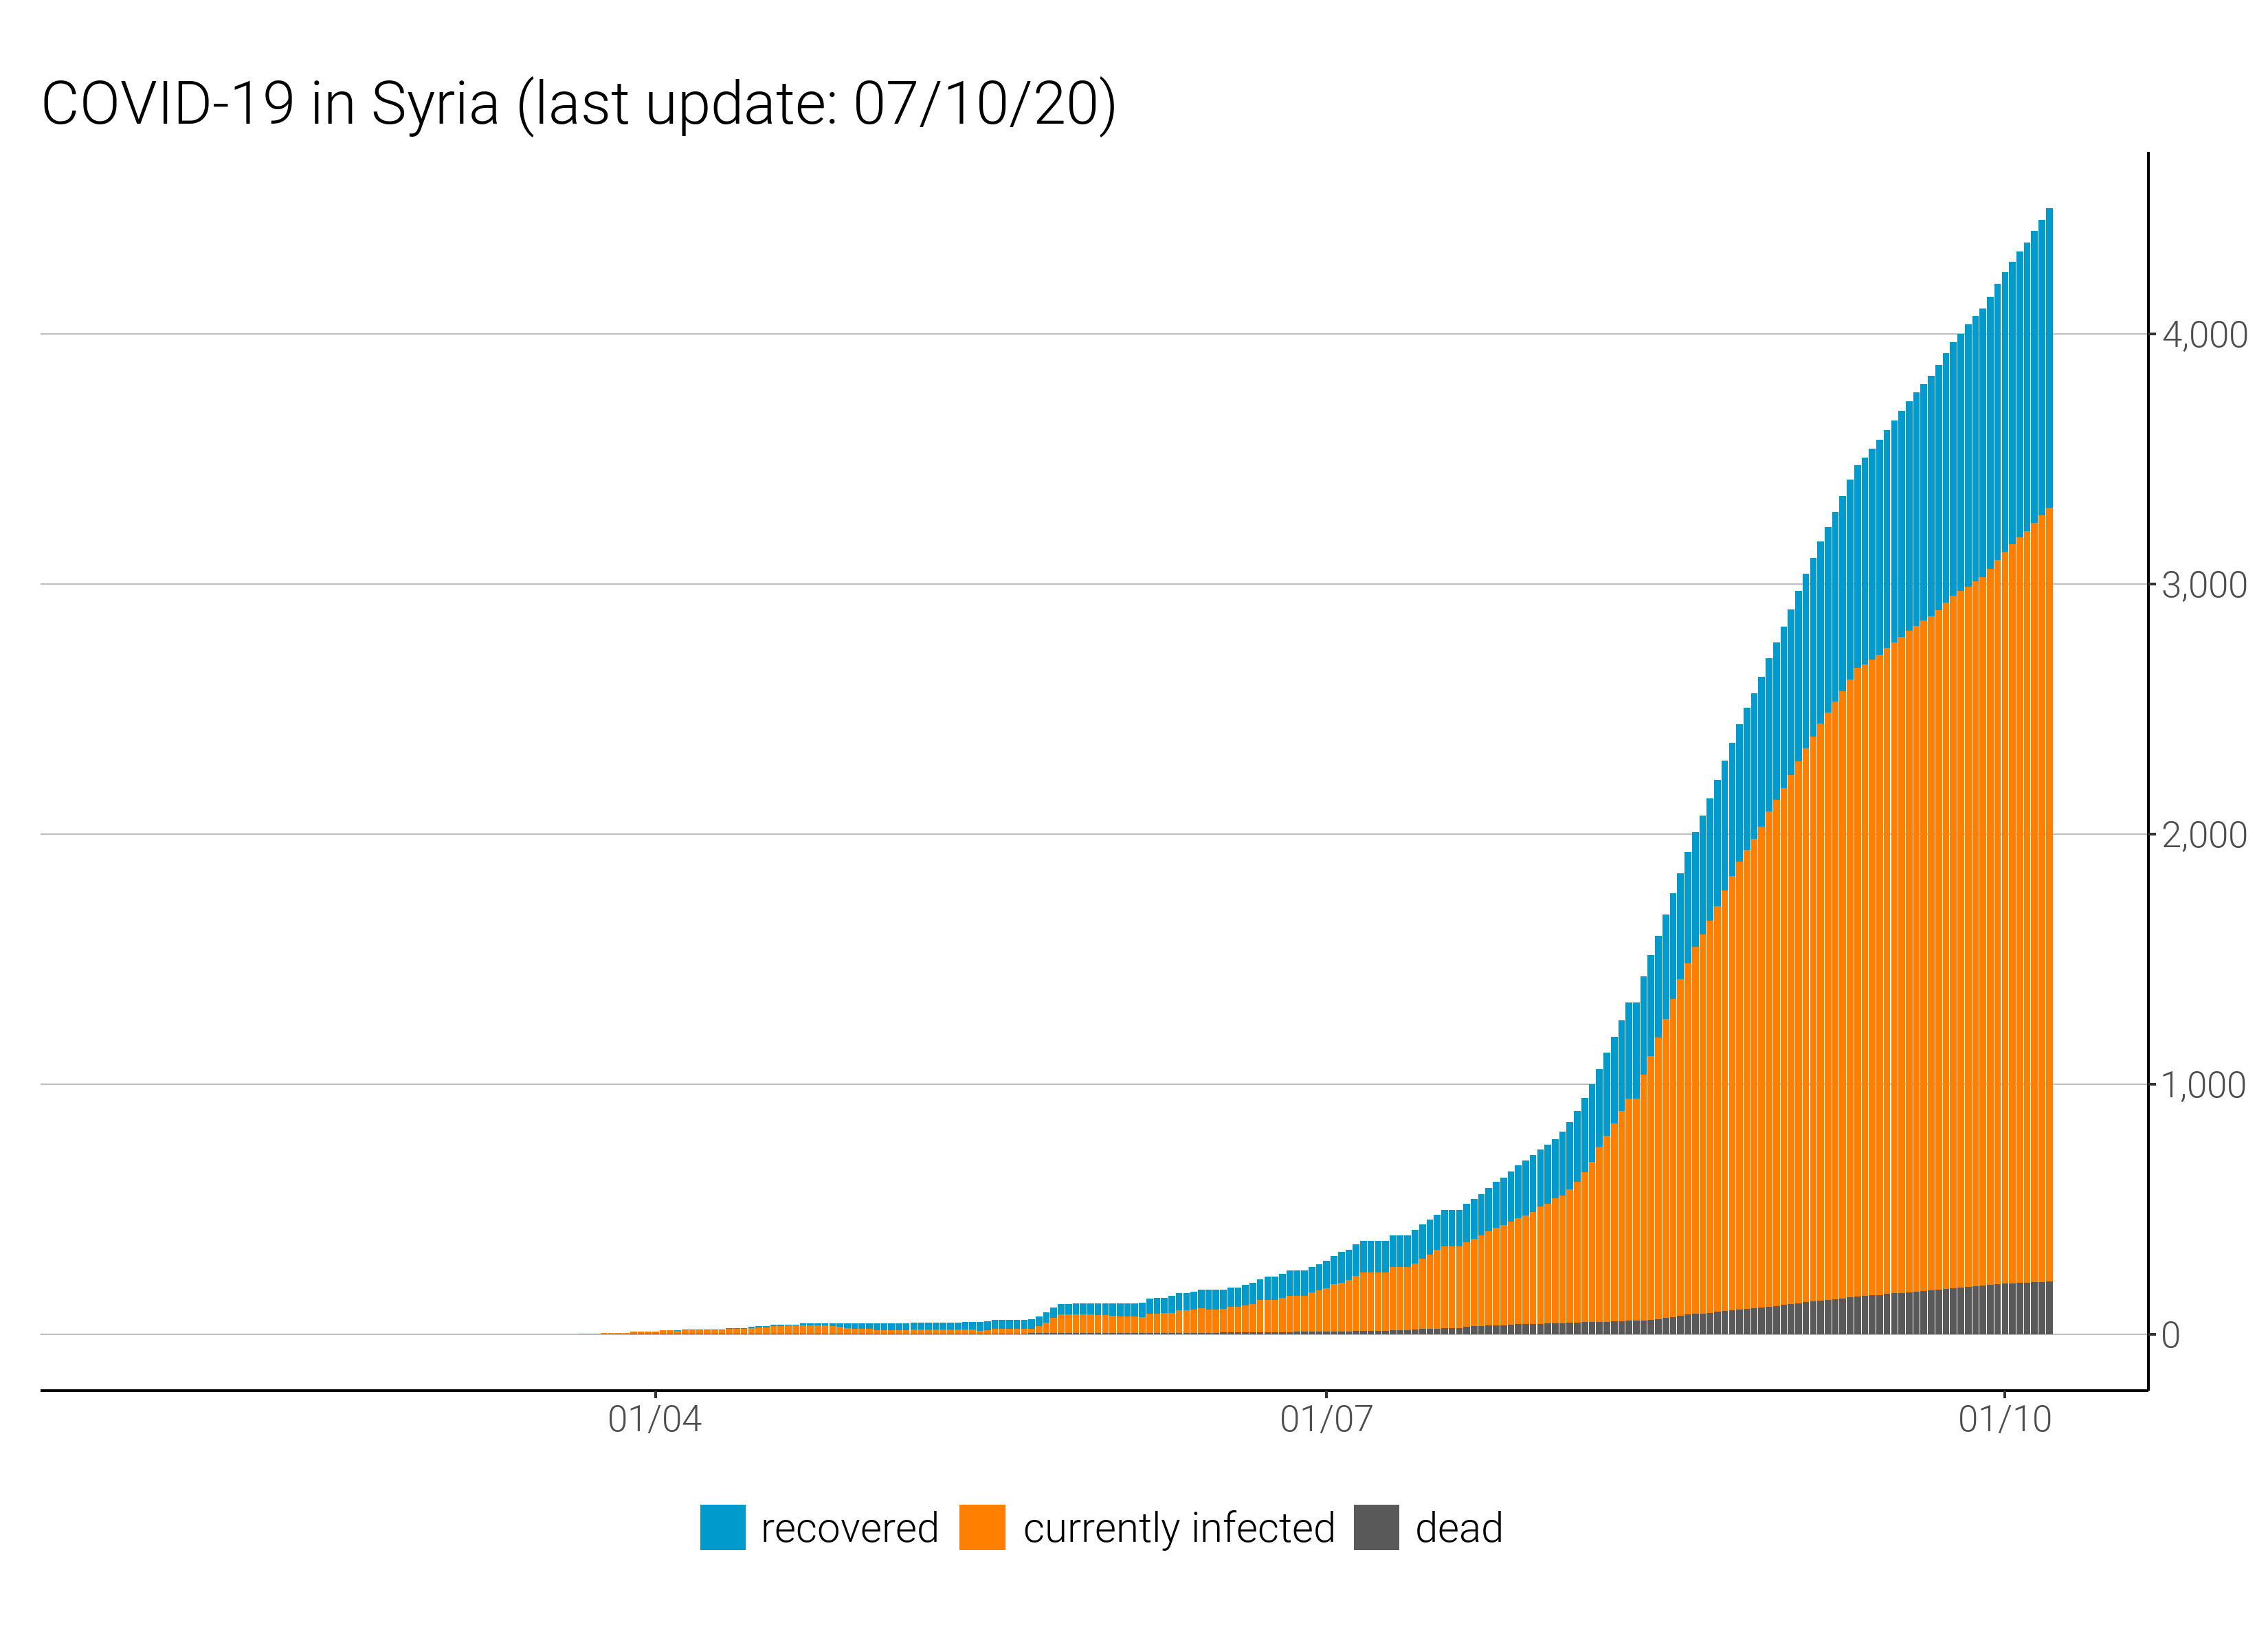 COVID-19 in Syria (last update: 07/10/20)
4,000
3,000
2,000
1,000
0
01/04 01/07 01/10
recovered currently infected dead